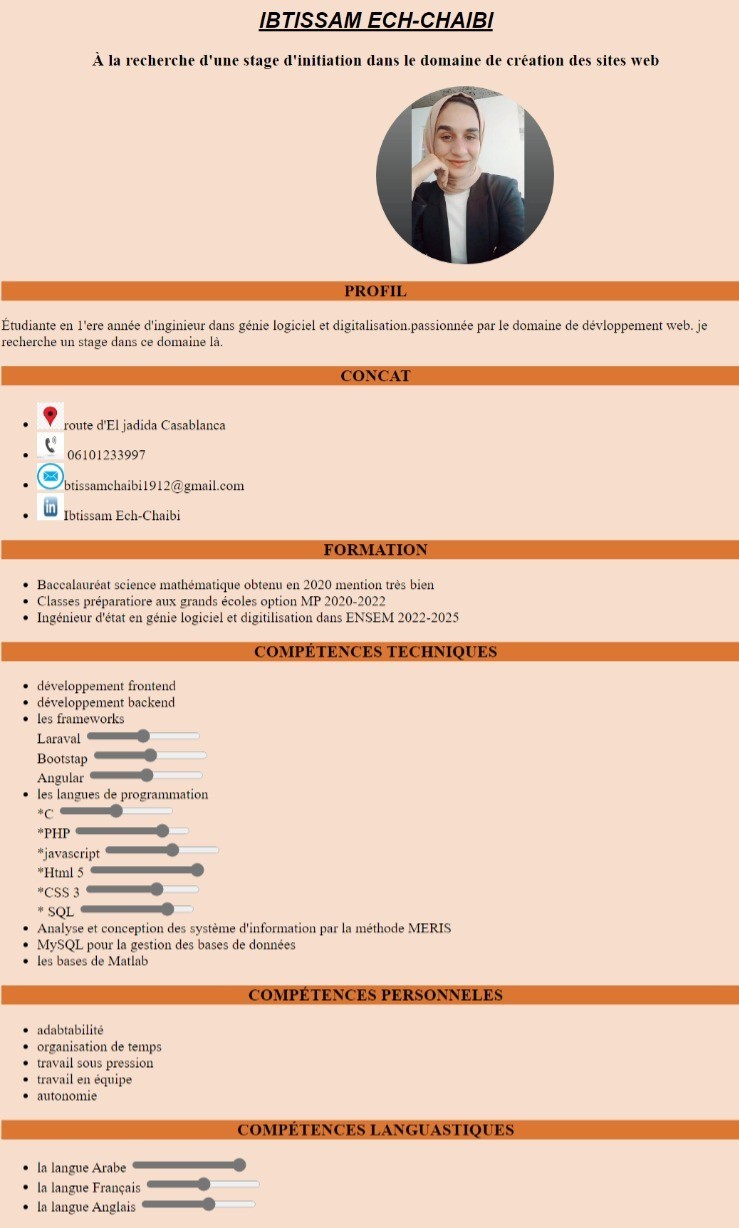 IBTISSAM ECH-CHAIBI
À la recherche d'une stage d'initiation dans le domaine de création des sites web
PROFIL
Étudiante en 1'ere année d'inginieur dans génie logiciel et digitalisation.passionnée par le domaine de dévloppement web. je
recherche un stage dans ce domaine là.
CONCAT
route d'El jadida Casablanca
06101233997
btissamchaibi1912@gmail.com
in Ibtissam Ech-Chaibi
FORMATION
Baccalauréat science mathématique obtenu en 2020 mention très bien
Classes préparatiore aux grands écoles option MP 2020-2022
Ingénieur d'état en génie logiciel et digitilisation dans ENSEM 2022-2025
COMPÉTENCES TECHNIQUES
développement frontend
développement backend
les frameworks
Laraval
Bootstap
Angular
les langues de programmation
*C
*PHP
*javascript
*Html 5
*CSS 3
* SQL
Analyse et conception des système d'information par la méthode MERIS
MySQL pour la gestion des bases de données
les bases de Matlab
COMPÉTENCES PERSONNELES
adabtabilité
organisation de temps
travail sous pression
travail en équipe
autonomie
COMPÉTENCES LANGUASTIQUES
la langue Arabe
la langue Français
la langue Anglais